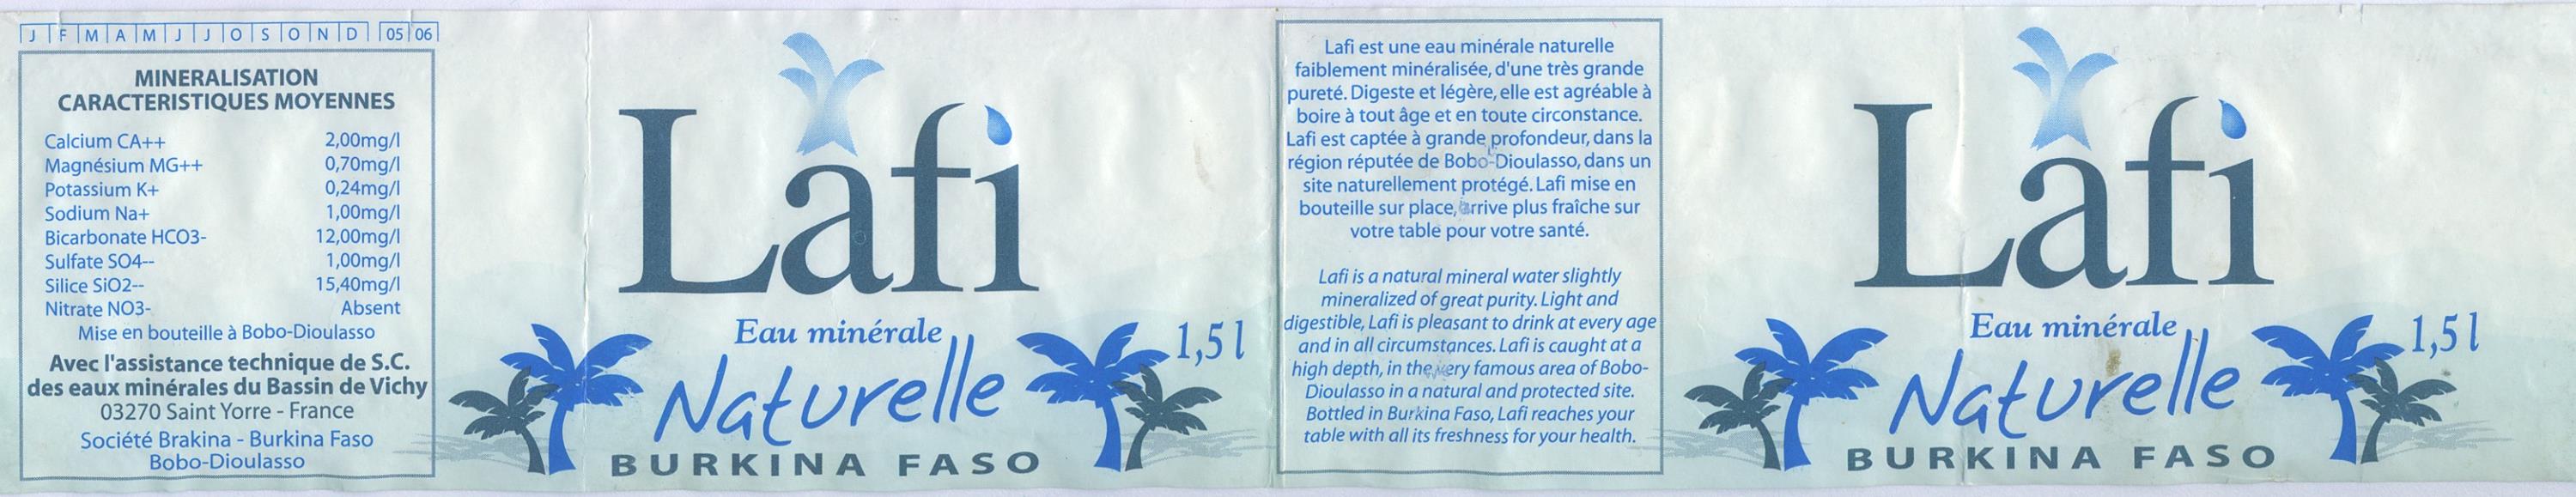 J F M A M J J O S O N D 05 06
MINERALISATION
CARACTERISTIQUES MOYENNES
Calcium CA++ 2,00mg/l
Magnésium MG++ 0,70mg/l
Potassium K+ 0,24mg/l
Sodium Na+ 1,00mg/l
Bicarbonate HCO3- 12,00mg/l
Sulfate SO4-- 1,00mg/l
Silice SiO2-- 15,40mg/l
Nitrate NO3- Absent
Mise en bouteille à Bobo-Dioulasso
Avec l'assistance technique de S.C.
des eaux minérales du Bassin de Vichy
03270 Saint Yorre - France
Société Brakina - Burkina Faso
Bobo-Dioulasso
Lafi
Eau minérale
Naturelle
1,5 l
BURKINA FASO
Lafi est une eau minérale naturelle
faiblement minéralisée, d'une très grande
pureté. Digeste et légère, elle est agréable à
boire à tout âge et en toute circonstance.
Lafi est captée à grande profondeur, dans la
région réputée de Bobo-Dioulasso, dans un
site naturellement protégé. Lafi mise en
bouteille sur place, arrive plus fraîche sur
votre table pour votre santé.
Lafi is a natural mineral water slightly
mineralized of great purity. Light and
digestible, Lafi is pleasant to drink at every age
and in all circumstances. Lafi is caught at a
high depth, in the very famous area of Bobo-
Dioulasso in a natural and protected site.
Bottled in Burkina Faso, Lafi reaches your
table with all its freshness for your health.
Lafi
Eau minérale
Naturelle
1,5 l
BURKINA FASO